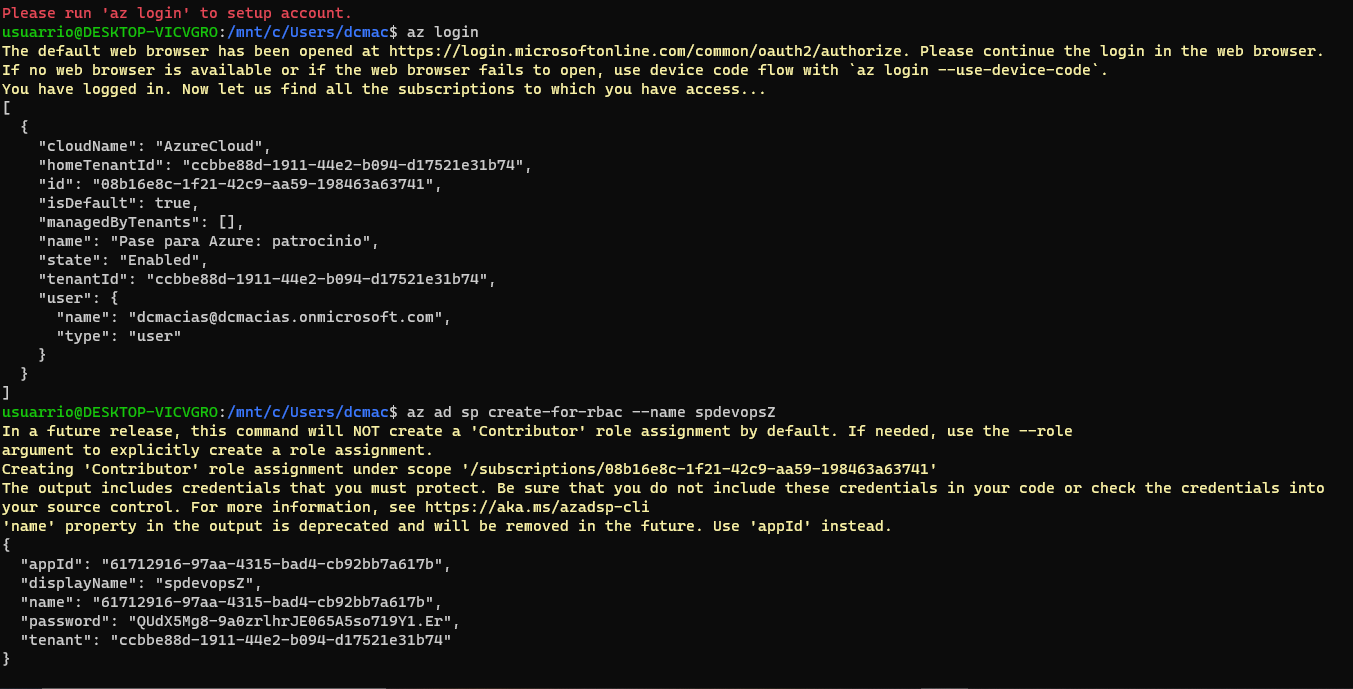 Please run 'az login' to setup account.
usuarrio@DESKTOP-VICVGRO:/mnt/c/Users/dcmac$ az login
The default web browser has been opened at https://login.microsoftonline.com/common/oauth2/authorize. Please continue the login in the web browser.
If no web browser is available or if the web browser fails to open, use device code flow with `az login --use-device-code`.
You have logged in. Now let us find all the subscriptions to which you have access...
[
  {
    "cloudName": "AzureCloud",
    "homeTenantId": "ccbbe88d-1911-44e2-b094-d17521e31b74",
    "id": "08b16e8c-1f21-42c9-aa59-198463a63741",
    "isDefault": true,
    "managedByTenants": [],
    "name": "Pase para Azure: patrocinio",
    "state": "Enabled",
    "tenantId": "ccbbe88d-1911-44e2-b094-d17521e31b74",
    "user": {
      "name": "dcmacias@dcmacias.onmicrosoft.com",
      "type": "user"
    }
  }
]
usuarrio@DESKTOP-VICVGRO:/mnt/c/Users/dcmac$ az ad sp create-for-rbac --name spdevopsZ
In a future release, this command will NOT create a 'Contributor' role assignment by default. If needed, use the --role
argument to explicitly create a role assignment.
Creating 'Contributor' role assignment under scope '/subscriptions/08b16e8c-1f21-42c9-aa59-198463a63741'
The output includes credentials that you must protect. Be sure that you do not include these credentials in your code or check the credentials into
your source control. For more information, see https://aka.ms/azadsp-cli
'name' property in the output is deprecated and will be removed in the future. Use 'appId' instead.
{
  "appId": "61712916-97aa-4315-bad4-cb92bb7a617b",
  "displayName": "spdevopsZ",
  "name": "61712916-97aa-4315-bad4-cb92bb7a617b",
  "password": "QUdX5Mg8-9a0zrlhrJE065A5so719Y1.Er",
  "tenant": "ccbbe88d-1911-44e2-b094-d17521e31b74"
}